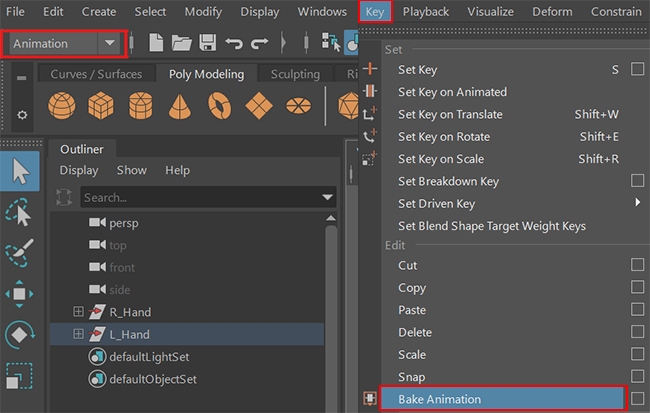 File Edit Create Select Modify Display Windows Key Playback Visualize Deform Constrain
Animation
Curves / Surfaces Poly Modeling Sculpting Ri
Outliner
Display Show Help
Search...
persp
top
front
side
R_Hand
L_Hand
defaultLightSet
defaultObjectSet
Set
Set Key S
Set Key on Animated
Set Key on Translate Shift+W
Set Key on Rotate Shift+E
Set Key on Scale Shift+R
Set Breakdown Key
Set Driven Key
Set Blend Shape Target Weight Keys
Edit
Cut
Copy
Paste
Delete
Scale
Snap
Bake Animation